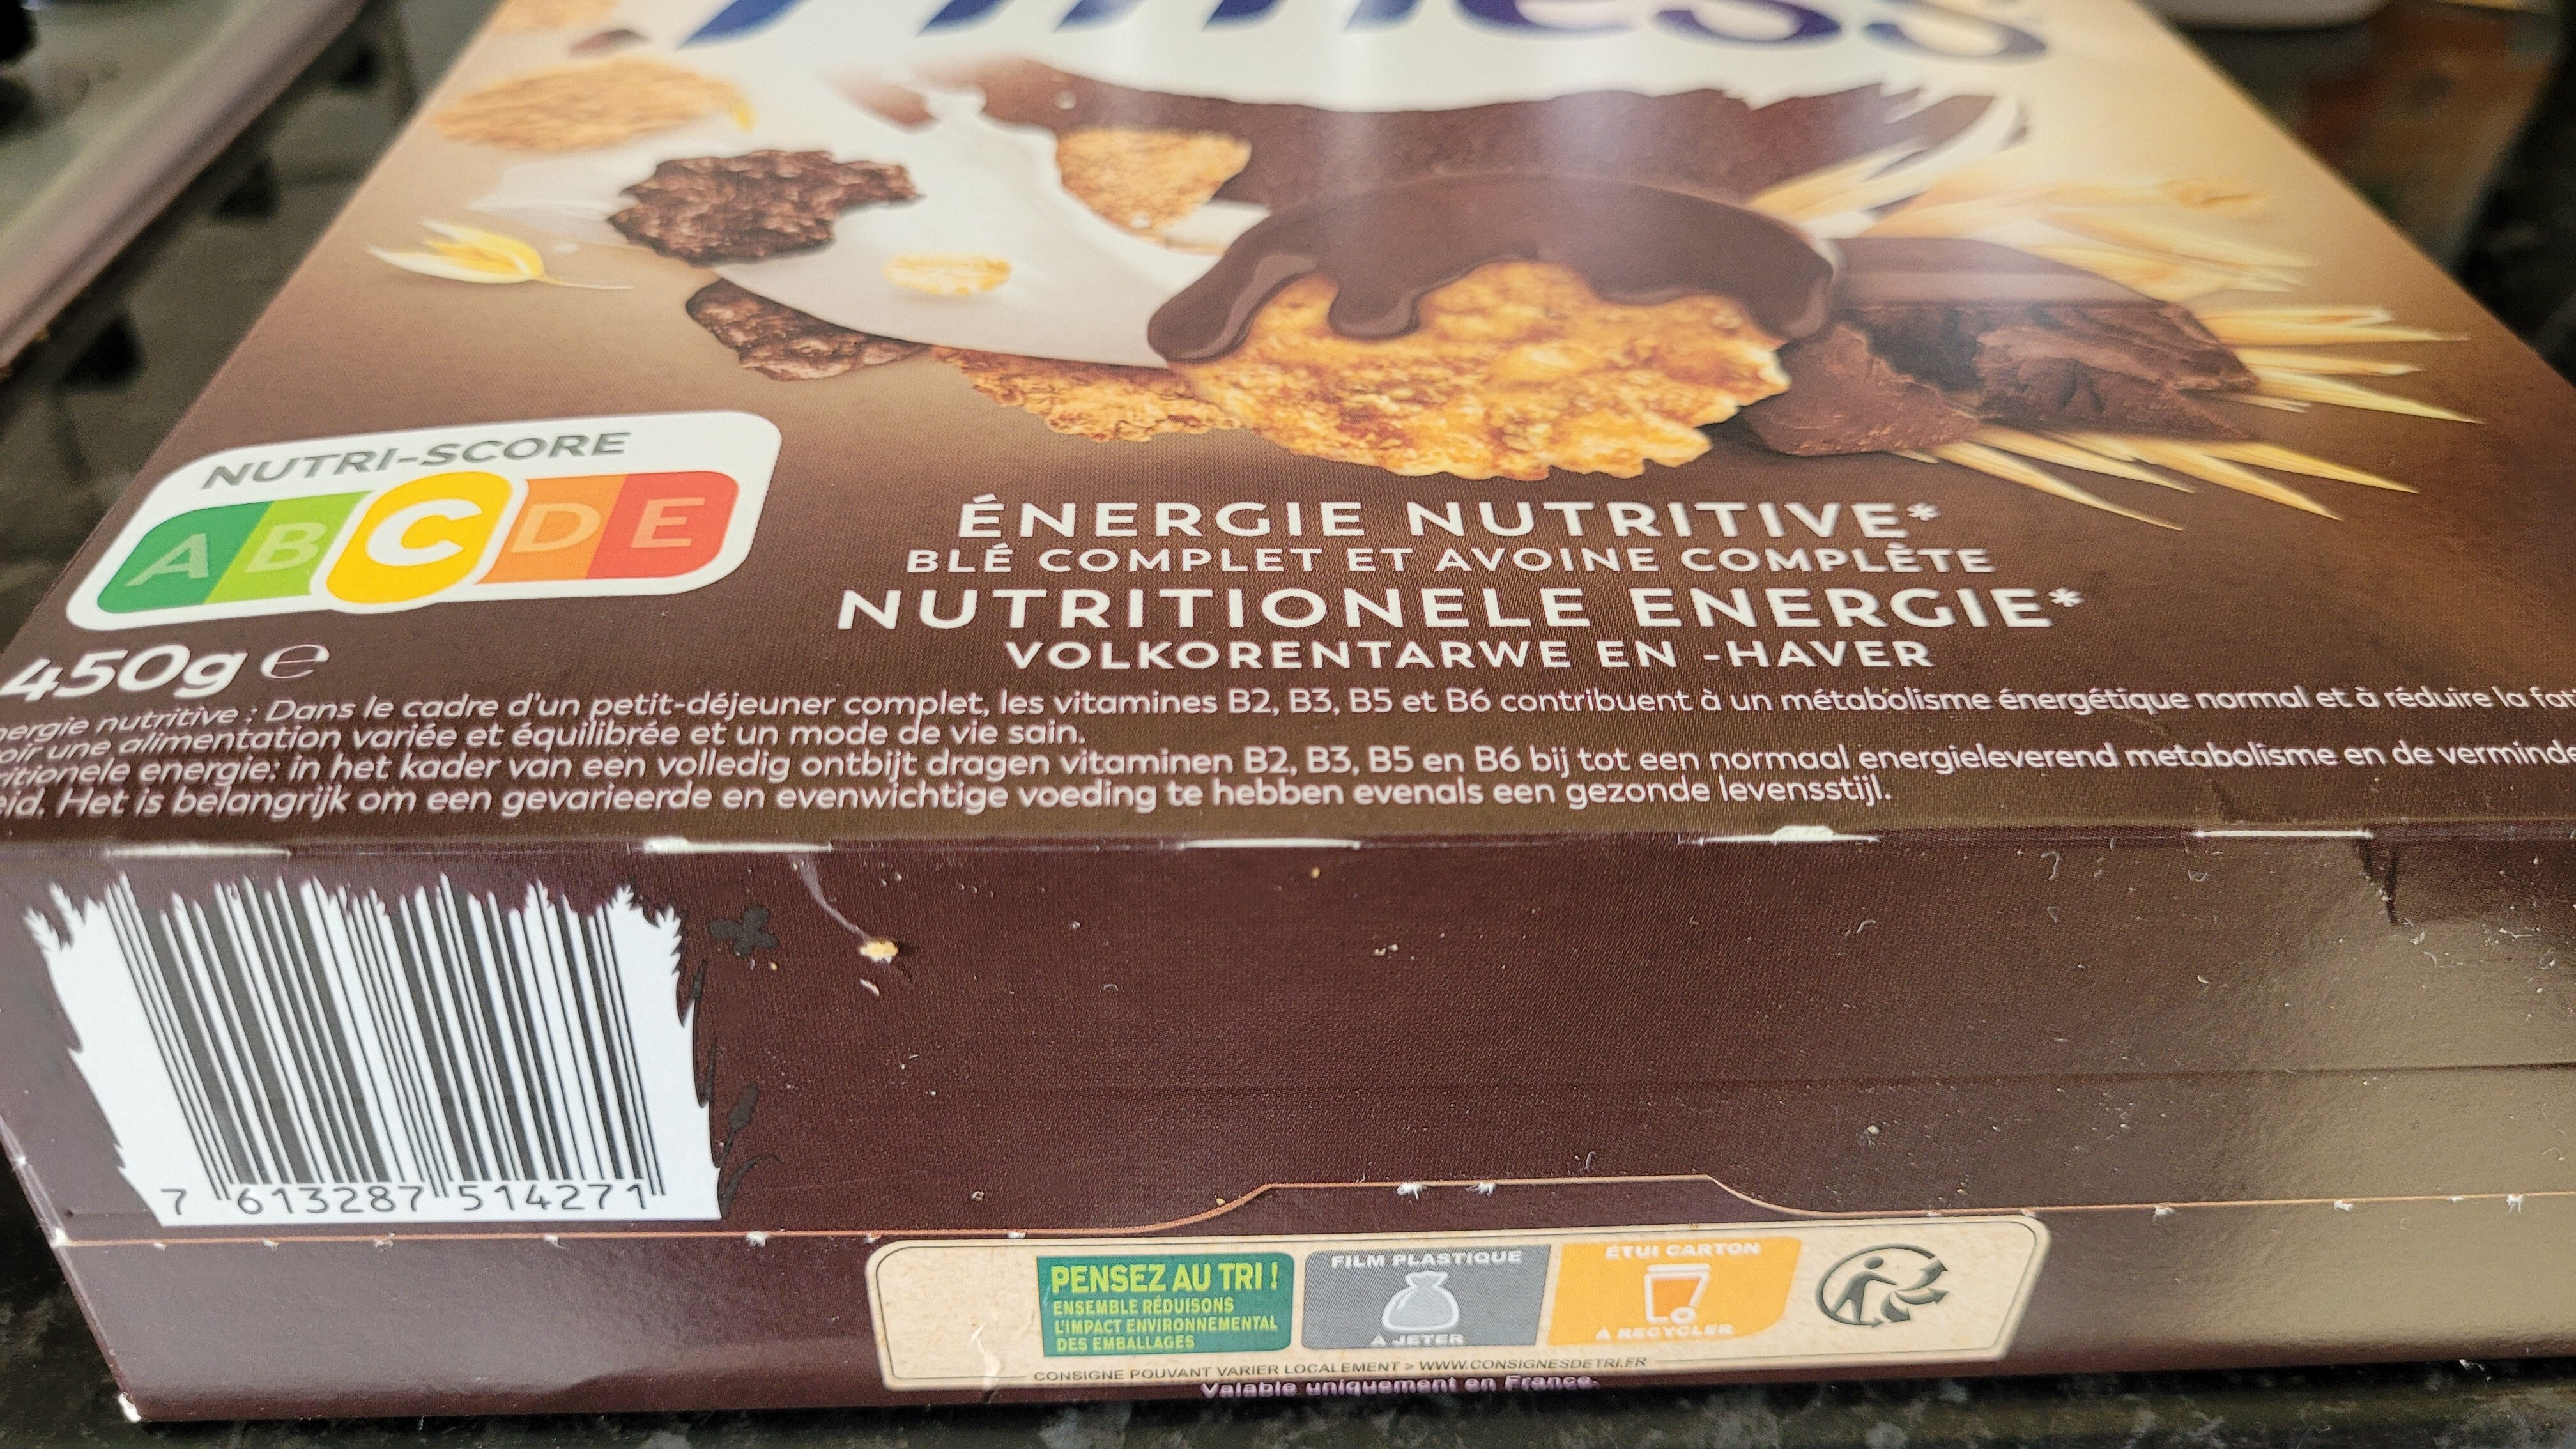 Fitness
NUTRI-SCORE
A B C D E
450g e
ÉNERGIE NUTRITIVE*
BLÉ COMPLET ET AVOINE COMPLÈTE
NUTRITIONELE ENERGIE*
VOLKORENTARWE EN -HAVER
nutritive : Dans le cadre d'un petit-déjeuner complet, les vitamines B2, B3, B5 et B6 contribuent à un métabolisme énergétique normal et à réduire la
une alimentation variée et équilibrée et un mode de vie sain.
energie: in het kader van een volledig ontbijt dragen vitaminen B2, B3, B5 en B6 bij tot een normaal energieleverend metabolisme en de
Het is belangrijk om een gevarieerde en evenwichtige voeding te hebben evenals een gezonde levensstijl.
7 613287 514271
PENSEZ AU TRI !
ENSEMBLE RÉDUISONS
L'IMPACT ENVIRONNEMENTAL
DES EMBALLAGES
FILM PLASTIQUE
À JETER
ÉTUI CARTON
À RECYCLER
CONSIGNE POUVANT VARIER LOCALEMENT > WWW.CONSIGNESDETRI.FR
Valable uniquement en France.